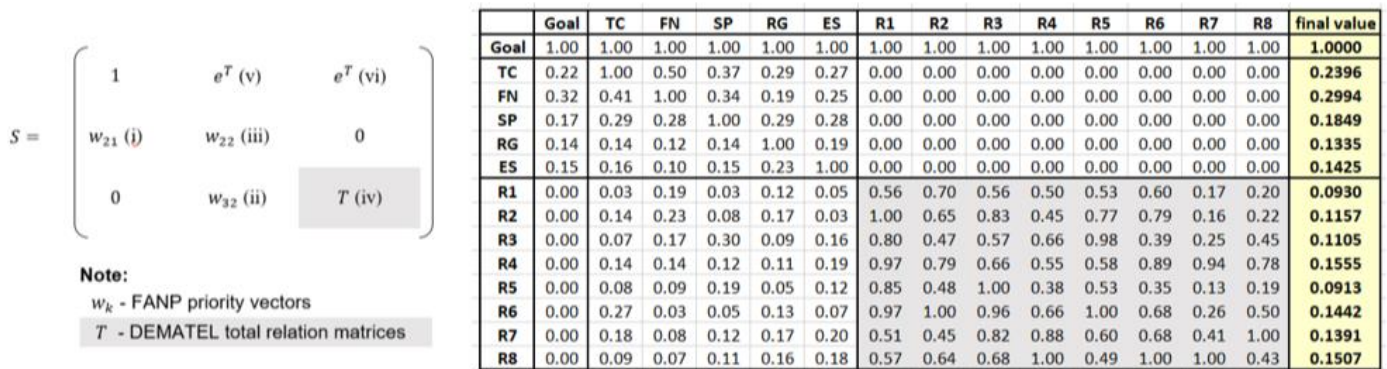 S =
1 e^T (v) e^T (vi)
w_21 (i) w_22 (iii) 0
0 w_32 (ii) T (iv)
Note:
w_k - FANP priority vectors
T - DEMATEL total relation matrices
Goal TC FN SP RG ES R1 R2 R3 R4 R5 R6 R7 R8 final value
Goal 1.00 1.00 1.00 1.00 1.00 1.00 1.00 1.00 1.00 1.00 1.00 1.00 1.00 1.00 1.0000
TC 0.22 1.00 0.50 0.37 0.29 0.27 0.00 0.00 0.00 0.00 0.00 0.00 0.00 0.00 0.2396
FN 0.32 0.41 1.00 0.34 0.19 0.25 0.00 0.00 0.00 0.00 0.00 0.00 0.00 0.00 0.2994
SP 0.17 0.29 0.28 1.00 0.29 0.28 0.00 0.00 0.00 0.00 0.00 0.00 0.00 0.00 0.1849
RG 0.14 0.14 0.12 0.14 1.00 0.19 0.00 0.00 0.00 0.00 0.00 0.00 0.00 0.00 0.1335
ES 0.15 0.16 0.10 0.15 0.23 1.00 0.00 0.00 0.00 0.00 0.00 0.00 0.00 0.00 0.1425
R1 0.00 0.03 0.19 0.03 0.12 0.05 0.56 0.70 0.56 0.50 0.53 0.60 0.17 0.20 0.0930
R2 0.00 0.14 0.23 0.08 0.17 0.03 1.00 0.65 0.83 0.45 0.77 0.79 0.16 0.22 0.1157
R3 0.00 0.07 0.17 0.30 0.09 0.16 0.80 0.47 0.57 0.66 0.98 0.39 0.25 0.45 0.1105
R4 0.00 0.14 0.14 0.12 0.11 0.19 0.97 0.79 0.66 0.55 0.58 0.89 0.94 0.78 0.1555
R5 0.00 0.08 0.09 0.19 0.05 0.12 0.85 0.48 1.00 0.38 0.53 0.35 0.13 0.19 0.0913
R6 0.00 0.27 0.03 0.05 0.13 0.07 0.97 1.00 0.96 0.66 1.00 0.68 0.26 0.50 0.1442
R7 0.00 0.18 0.08 0.12 0.17 0.20 0.51 0.45 0.82 0.88 0.60 0.68 0.41 1.00 0.1391
R8 0.00 0.09 0.07 0.11 0.16 0.18 0.57 0.64 0.68 1.00 0.49 1.00 1.00 0.43 0.1507